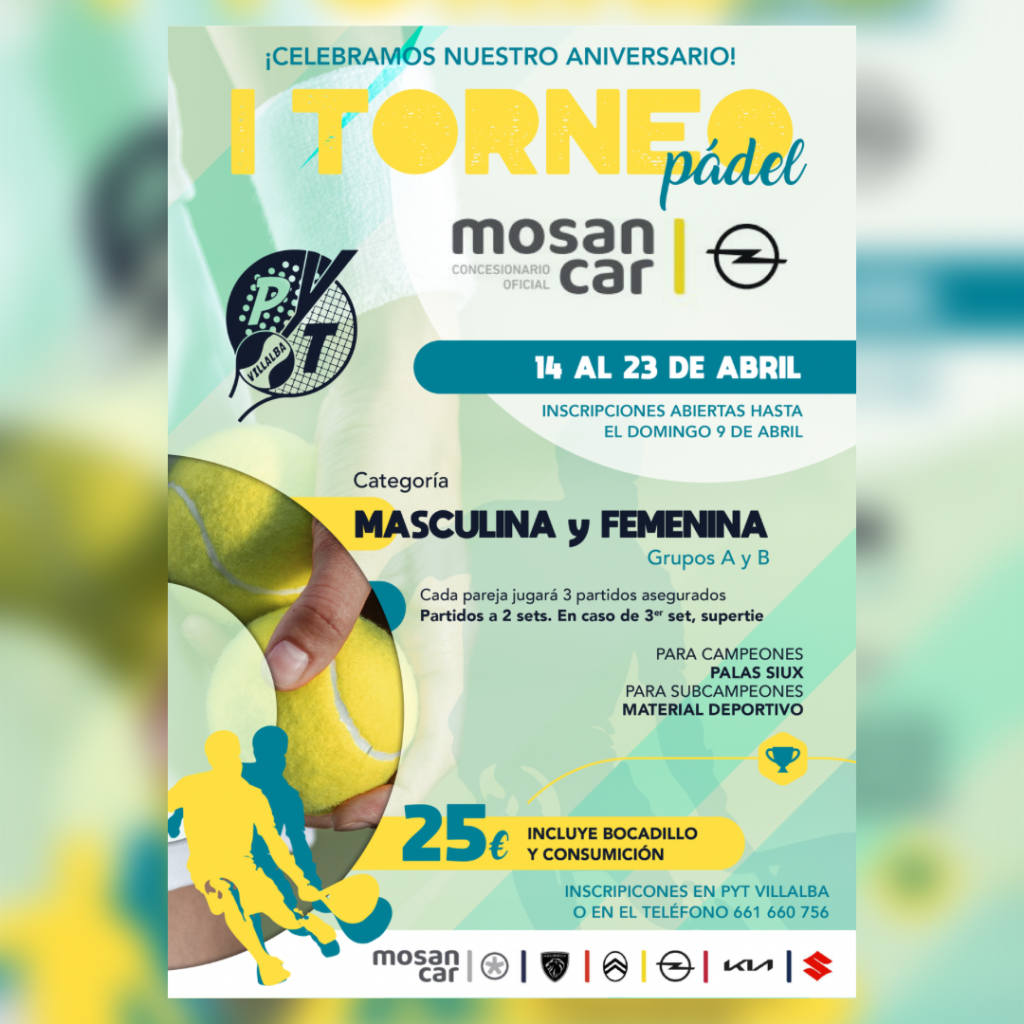 ¡CELEBRAMOS NUESTRO ANIVERSARIO!
I TORNEO
pádel
mosan
car
CONCESIONARIO
OFICIAL
P V
T
VILLALBA
14 AL 23 DE ABRIL
INSCRIPCIONES ABIERTAS HASTA
EL DOMINGO 9 DE ABRIL
Categoría
MASCULINA y FEMENINA
Grupos A y B
Cada pareja jugará 3 partidos asegurados
Partidos a 2 sets. En caso de 3er set, supertie
PARA CAMPEONES
PALAS SIUX
PARA SUBCAMPEONES
MATERIAL DEPORTIVO
25€
INCLUYE BOCADILLO
Y CONSUMICIÓN
INSCRIPICONES EN PYT VILLALBA
O EN EL TELÉFONO 661 660 756
mosan
car
KIA